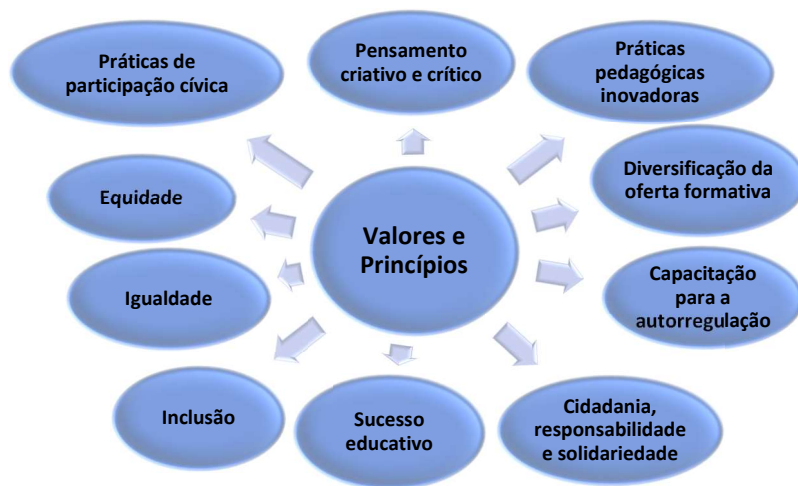 Práticas de
participação cívica
Pensamento
criativo e crítico
Práticas
pedagógicas
inovadoras
Equidade
Diversificação da
oferta formativa
Valores e
Princípios
Igualdade
Capacitação
para a
autorregulação
Inclusão
Sucesso
educativo
Cidadania,
responsabilidade
e solidariedade